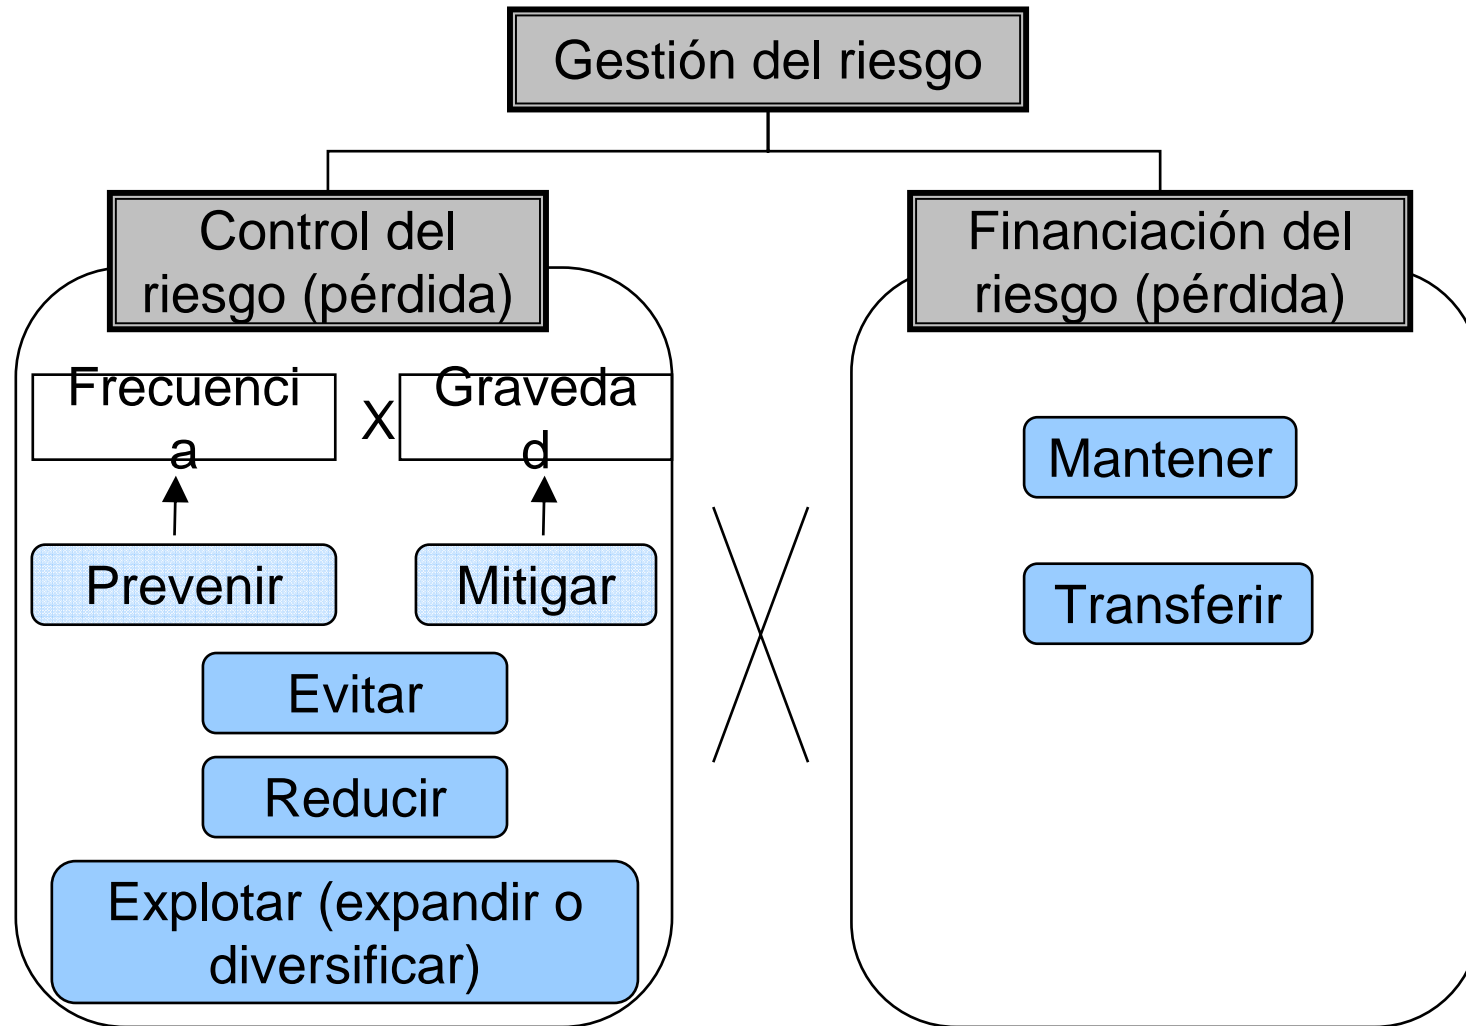 Gestión del riesgo
Control del
riesgo (pérdida)
Frecuenci
a
X
Graveda
d
Prevenir
Mitigar
Evitar
Reducir
Explotar (expandir o
diversificar)
Financiación del
riesgo (pérdida)
Mantener
Transferir